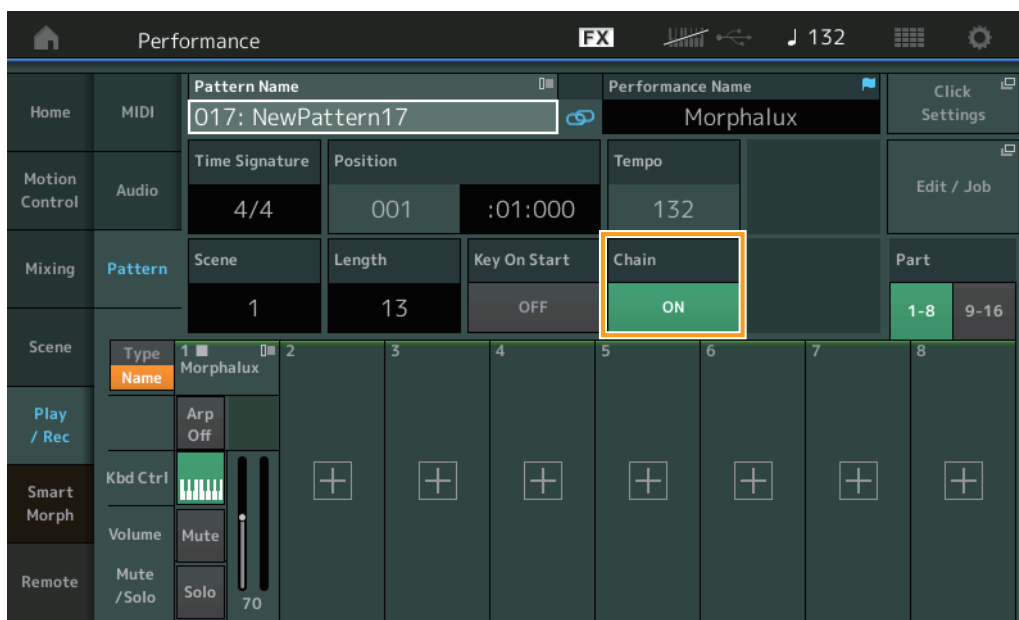 Performance
FX
132
Home
Motion
Control
Mixing
Scene
Play
/ Rec
Smart
Morph
Remote
MIDI
Audio
Pattern
Pattern Name
017: NewPattern17
Performance Name
Morphalux
Click
Settings
Time Signature
4/4
Position
001 :01:000
Tempo
132
Edit / Job
Scene
1
Length
13
Key On Start
OFF
Chain
ON
Part
1-8 9-16
Type
Name
1 2 3 4 5 6 7 8
Morphalux
Arp
Off
Kbd Ctrl
Volume
Mute
/Solo
Mute
Solo
70